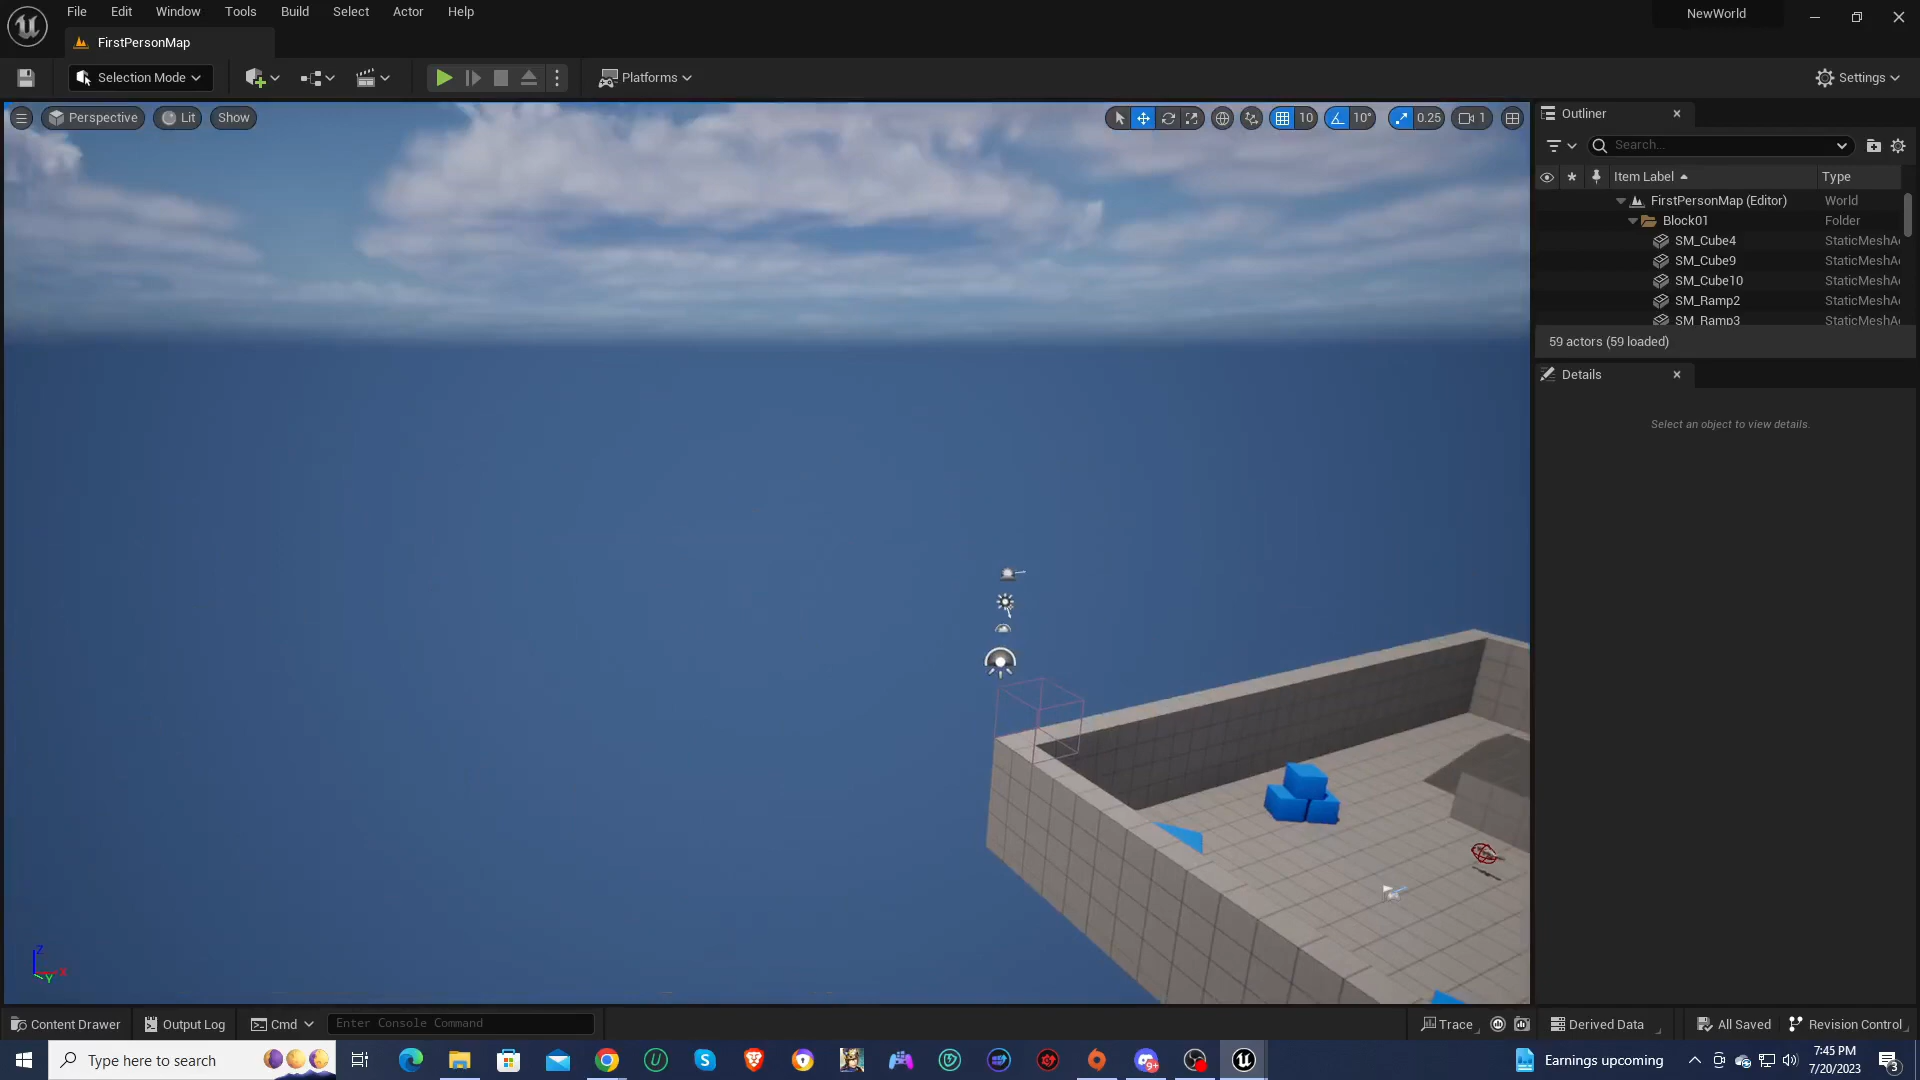 File Edit Window Tools Build Select Actor Help
NewWorld
FirstPersonMap
Selection Mode
Platforms
Settings
Perspective Lit Show
10 10° 0.25 1
Outliner
Search...
Item Label Type
FirstPersonMap (Editor) World
Block01 Folder
SM_Cube4 StaticMeshA
SM_Cube9 StaticMeshA
SM_Cube10 StaticMeshA
SM_Ramp2 StaticMeshA
SM_Ramp3 StaticMeshA
59 actors (59 loaded)
Details
Select an object to view details.
Z
X
Y
Content Drawer Output Log Cmd Enter Console Command Trace Derived Data All Saved Revision Control
Type here to search
9+
Earnings upcoming
7:45 PM
7/20/2023
3